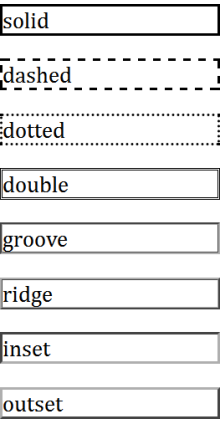 solid
dashed
dotted
double
groove
ridge
inset
outset